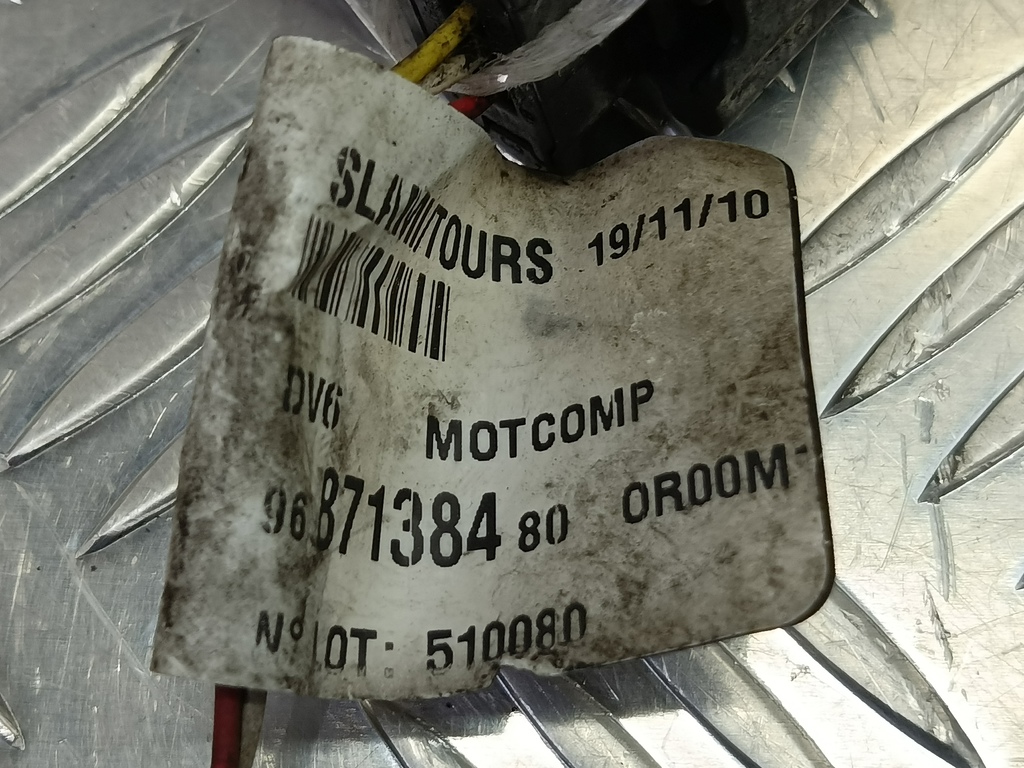 SLAM/TOURS 19/11/10
DV6 MOTCOMP
96 871384 80 OR00M
N° LOT: 510080